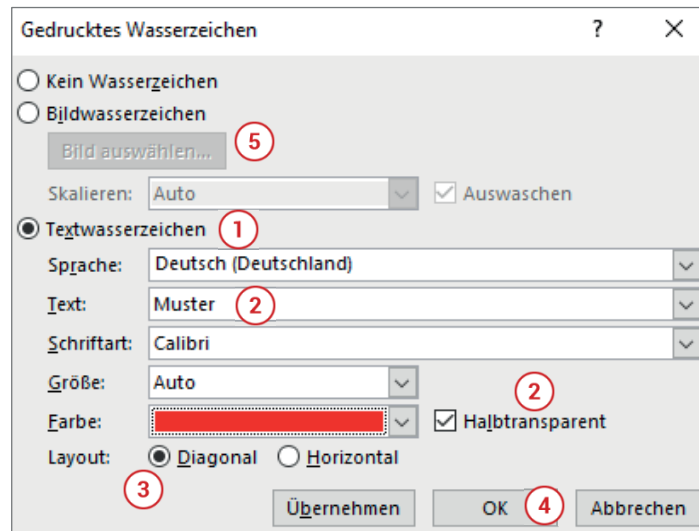 Gedrucktes Wasserzeichen ? ×
Kein Wasserzeichen
Bildwasserzeichen
Bild auswählen... 5
Skalieren: Auto Auswaschen
Textwasserzeichen 1
Sprache: Deutsch (Deutschland)
Text: Muster 2
Schriftart: Calibri
Größe: Auto 2
Farbe: Halbtransparent
Layout: Diagonal Horizontal
3
Übernehmen OK 4 Abbrechen